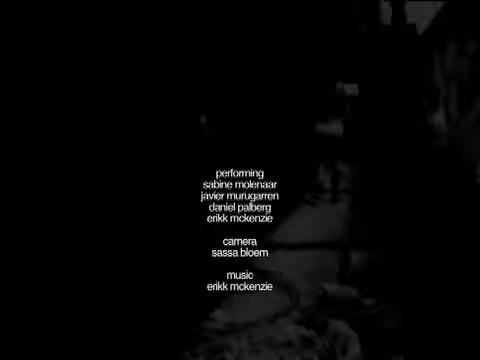 performing
sabine molenaar
javier murugarren
daniel palberg
erikk mckenzie
camera
sassa bloem
music
erikk mckenzie